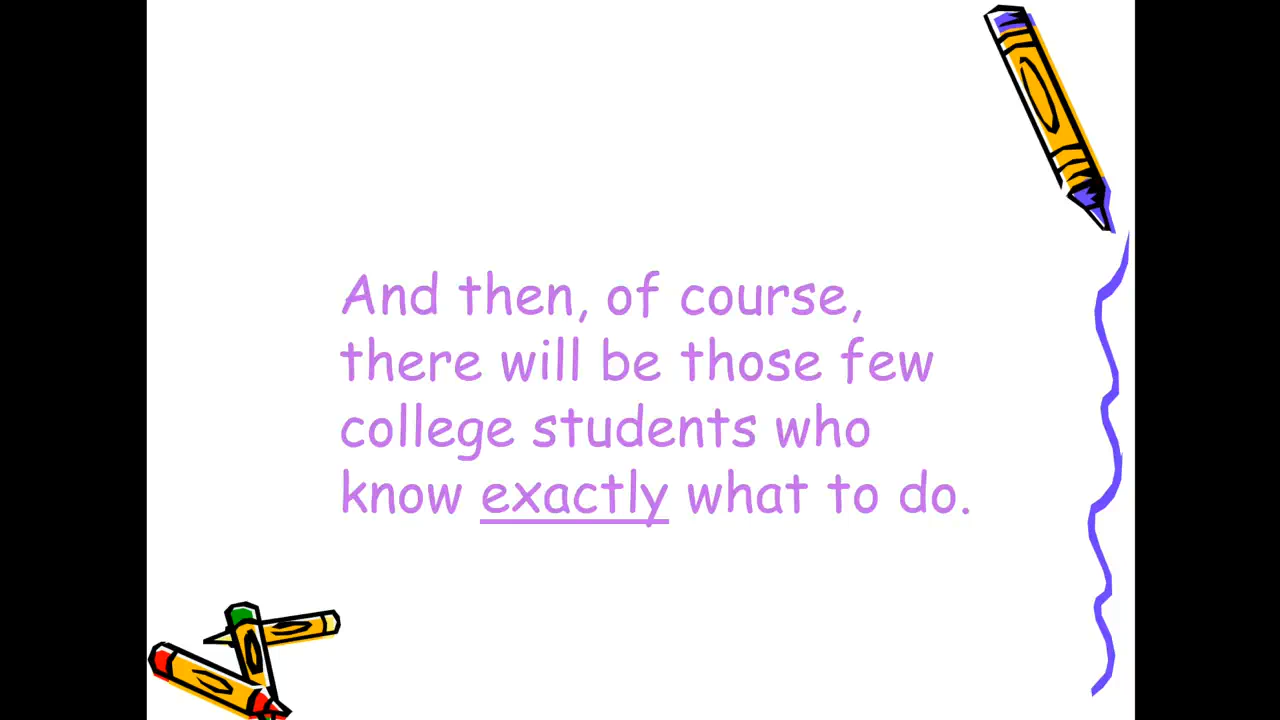 And then, of course,
there will be those few
college students who
know exactly what to do.